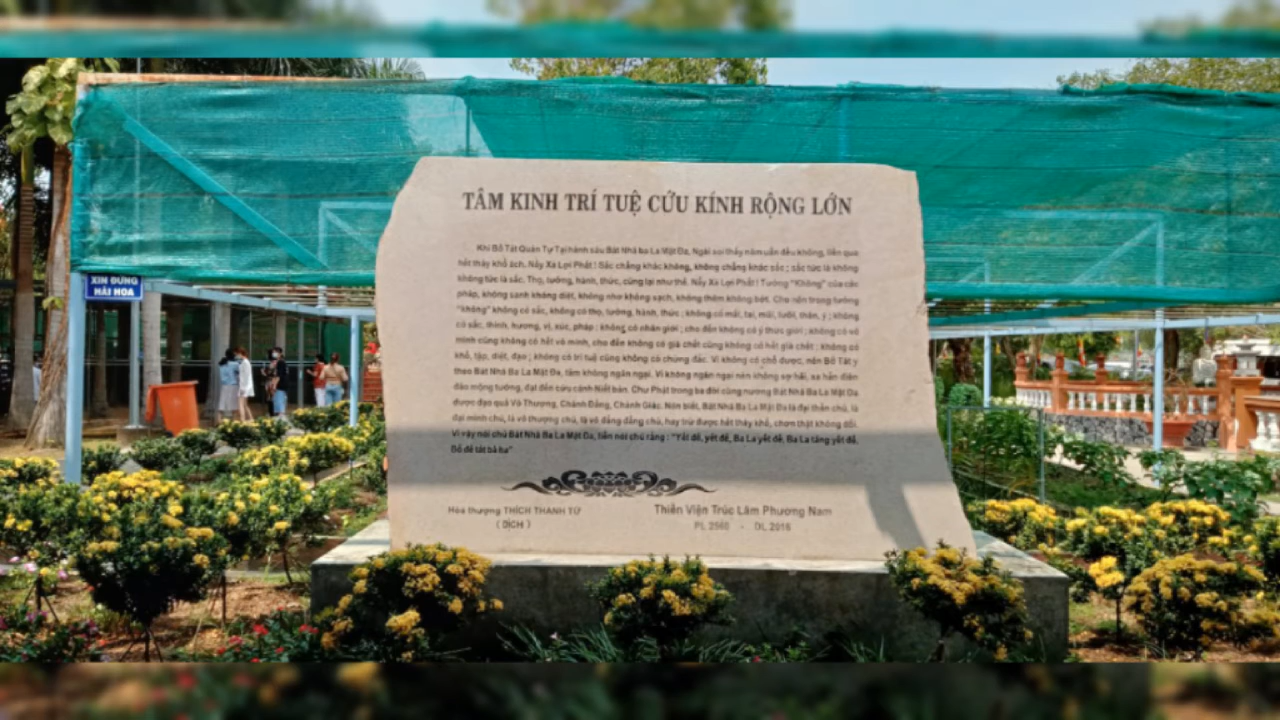 TÂM KINH TRÍ TUỆ CỨU KÍNH RỘNG LỚN
Khi Bồ Tát Quán Tự Tại hành sâu Bát Nhã Ba La Mật Đa, Ngài soi thấy năm uẩn đều không, liền qua
hết thảy khổ ách. Nầy Xá Lợi Phất ! Sắc chẳng khác không, không chẳng khác sắc ; sắc tức là không
không tức là sắc. Thọ, tưởng, hành, thức, cũng lại như thế. Nầy Xá Lợi Phất ! Tướng "Không" của các
pháp, không sanh không diệt, không nhơ không sạch, không thêm không bớt. Cho nên trong tướng
"không" không có sắc, không có thọ, tưởng, hành, thức ; không có mắt, tai, mũi, lưỡi, thân, ý ; không
có sắc, thinh, hương, vị, xúc, pháp ; không có nhãn giới ; cho đến không có ý thức giới ; không có vô
minh cũng không có hết vô minh, cho đến không có già chết cũng không có hết già chết ; không có
khổ, tập, diệt, đạo ; không có trí tuệ cũng không có chứng đắc. Vì không có chỗ được, nên Bồ Tát y
theo Bát Nhã Ba La Mật Đa, tâm không ngăn ngại. Vì không ngăn ngại nên không sợ hãi, xa hẳn điên
đảo mộng tưởng, đạt đến cứu cánh Niết bàn. Chư Phật trong ba đời cũng nương Bát Nhã Ba La Mật Đa
được đạo quả Vô Thượng, Chánh Đẳng, Chánh Giác. Nên biết, Bát Nhã Ba La Mật Đa là đại thần chú, là
đại minh chú, là vô thượng chú, là vô đẳng đẳng chú, hay trừ được hết thảy khổ, chơn thật không dối.
Vì vậy nói chú Bát Nhã Ba La Mật Đa, liền nói chú rằng : "Yết đế, yết đế, Ba La yết đế, Ba La tăng yết đế,
Bồ đề tát bà ha"
Hòa thượng THÍCH THANH TỪ
( DỊCH )
Thiền Viện Trúc Lâm Phương Nam
PL 2560 - DL 2016
XIN ĐỪNG
HÁI HOA